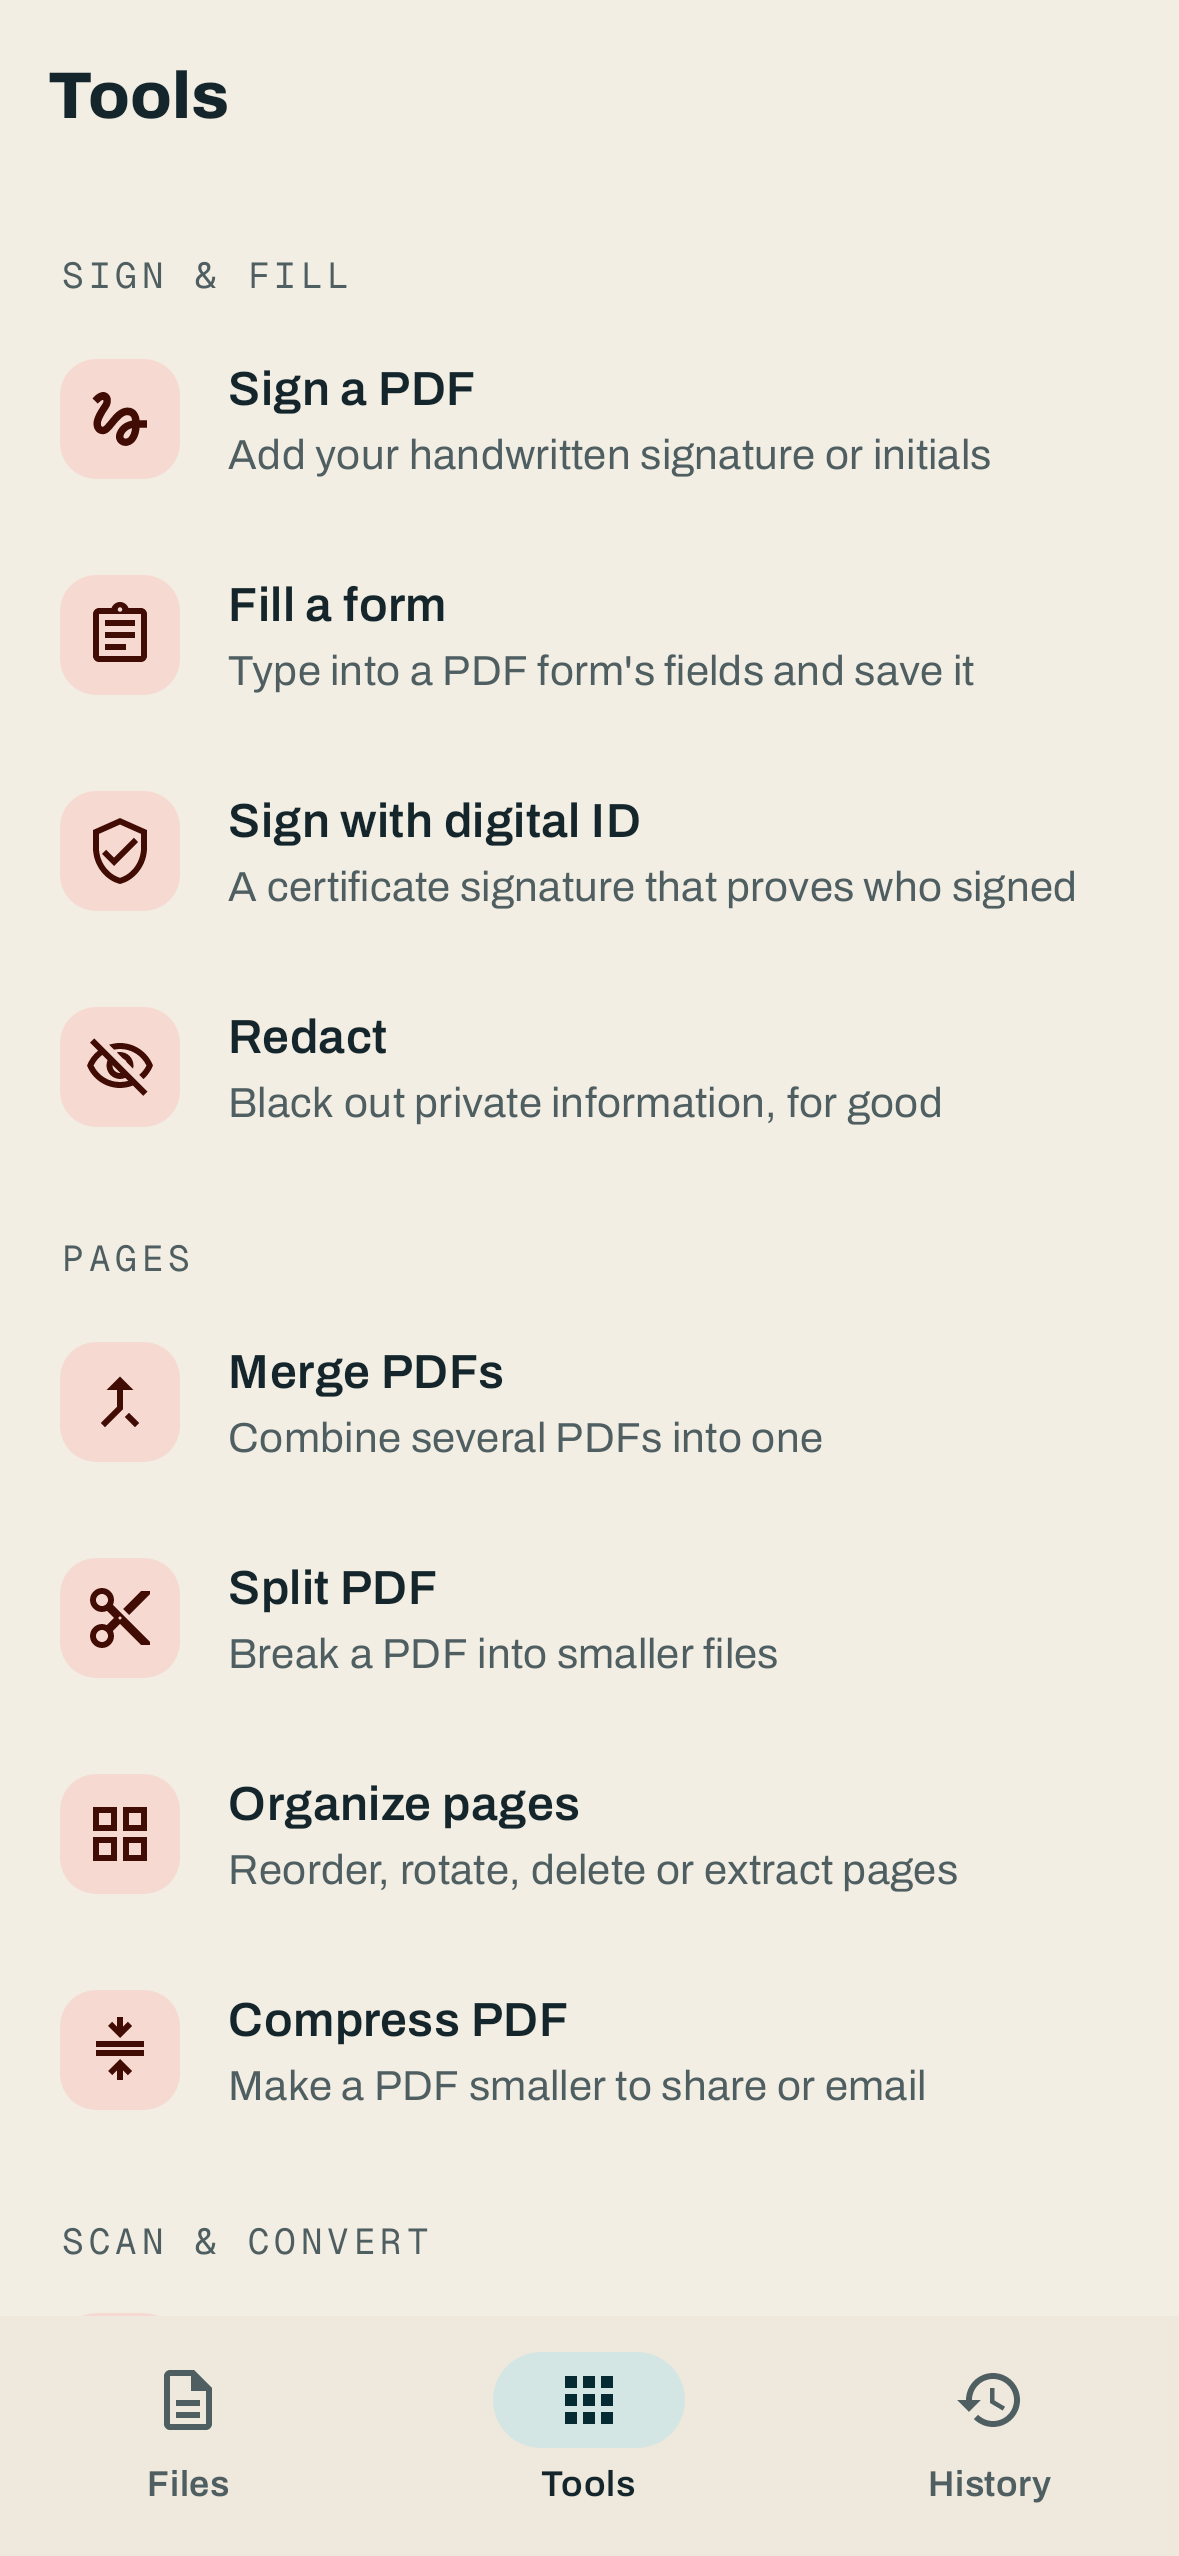 Tools
SIGN & FILL
Sign a PDF
Add your handwritten signature or initials
Fill a form
Type into a PDF form's fields and save it
Sign with digital ID
A certificate signature that proves who signed
Redact
Black out private information, for good
PAGES
Merge PDFs
Combine several PDFs into one
Split PDF
Break a PDF into smaller files
Organize pages
Reorder, rotate, delete or extract pages
Compress PDF
Make a PDF smaller to share or email
SCAN & CONVERT
Files
Tools
History